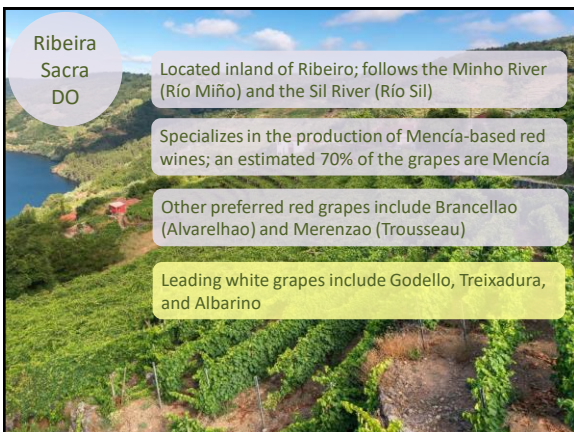 Ribeira
Sacra
DO
Located inland of Ribeiro; follows the Minho River
(Río Miño) and the Sil River (Río Sil)
Specializes in the production of Mencía-based red
wines; an estimated 70% of the grapes are Mencía
Other preferred red grapes include Brancellao
(Alvarelhao) and Merenzao (Trousseau)
Leading white grapes include Godello, Treixadura,
and Albarino